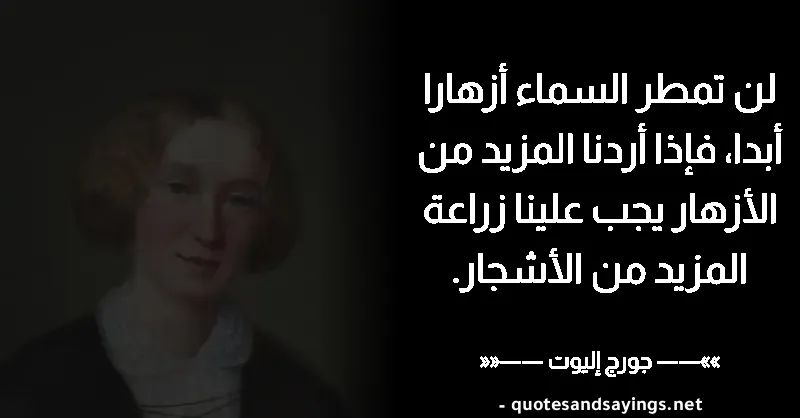 لن تمطر السماء أزهارا
أبدا، فإذا أردنا المزيد من
الأزهار يجب علينا زراعة
المزيد من الأشجار.
»»—— جورج إليوت ——««
- quotesandsayings.net